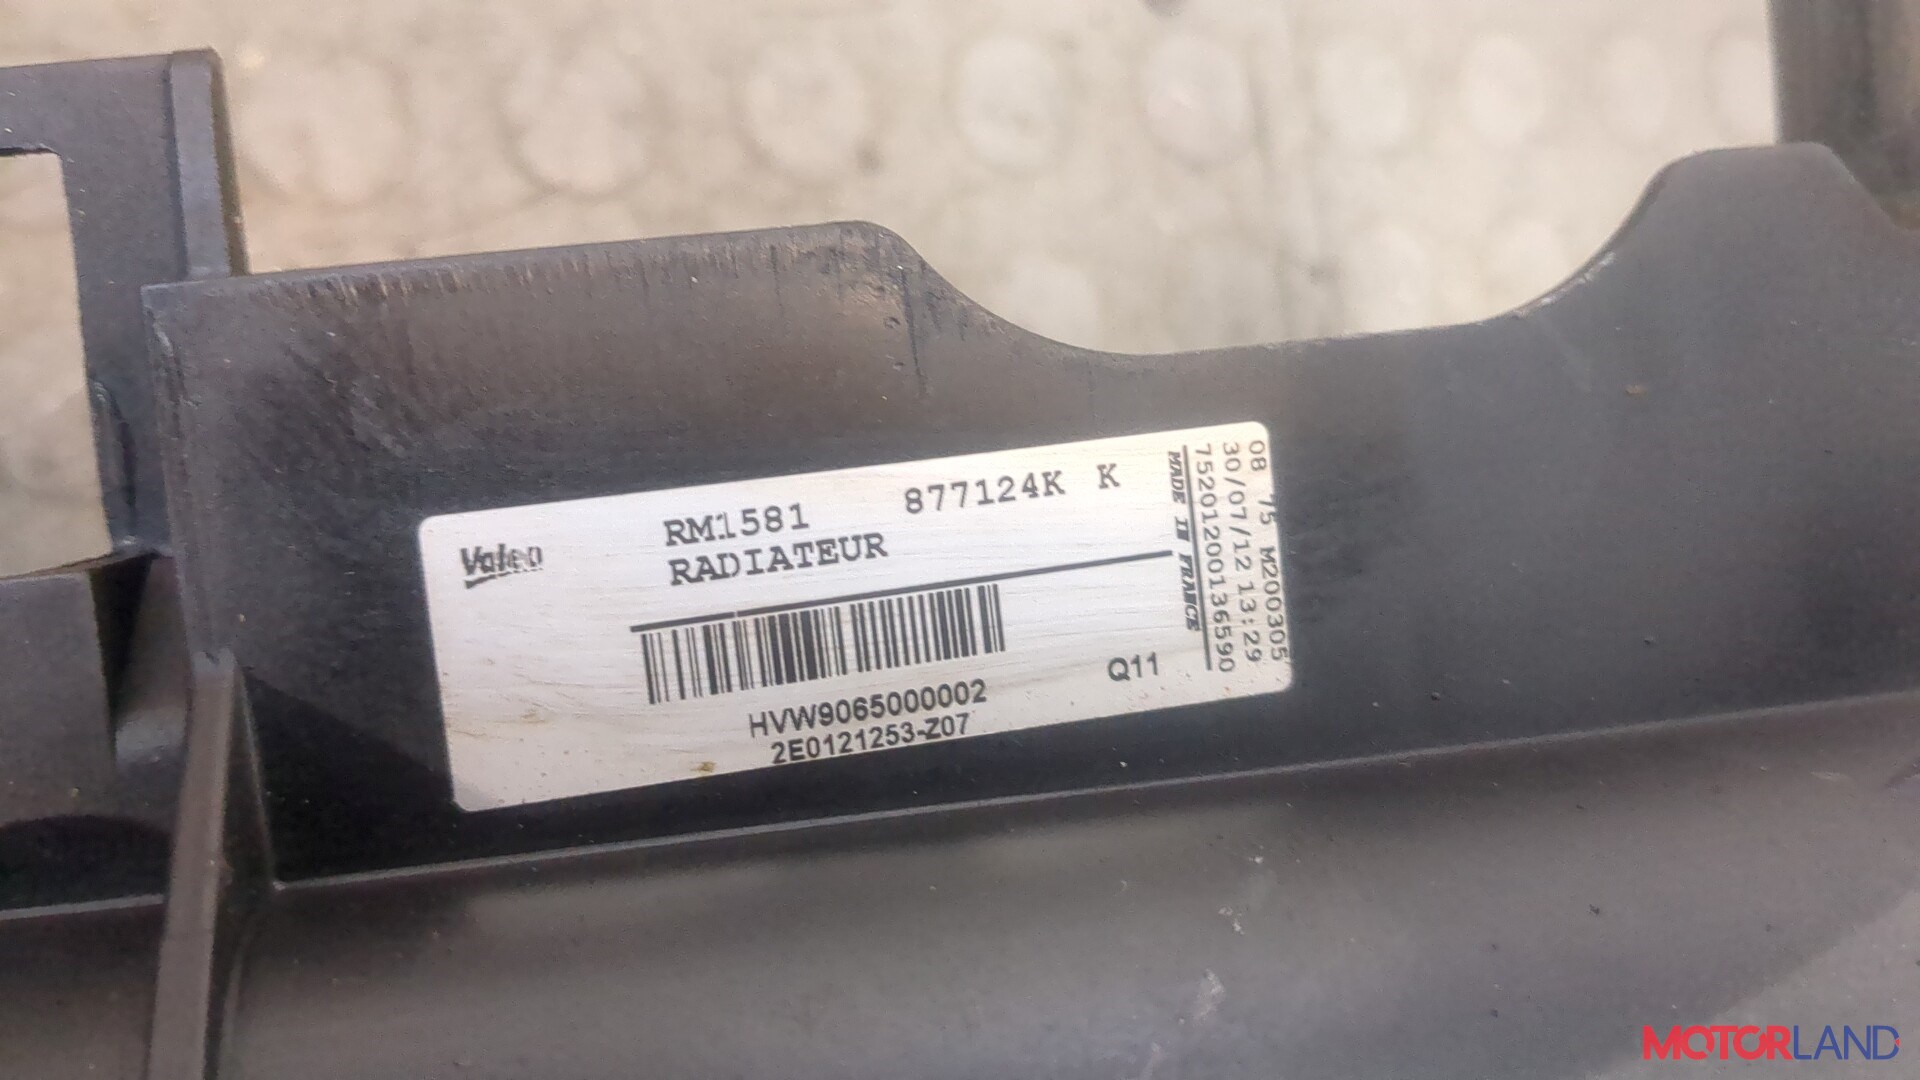 Valeo
RM1581 877124K K
RADIATEUR
HVW9065000002
2E0121253-Z07
Q11
MADE IN FRANCE
08 75 M200305
30/07/12 13:29
75201200136590
MOTORLAND